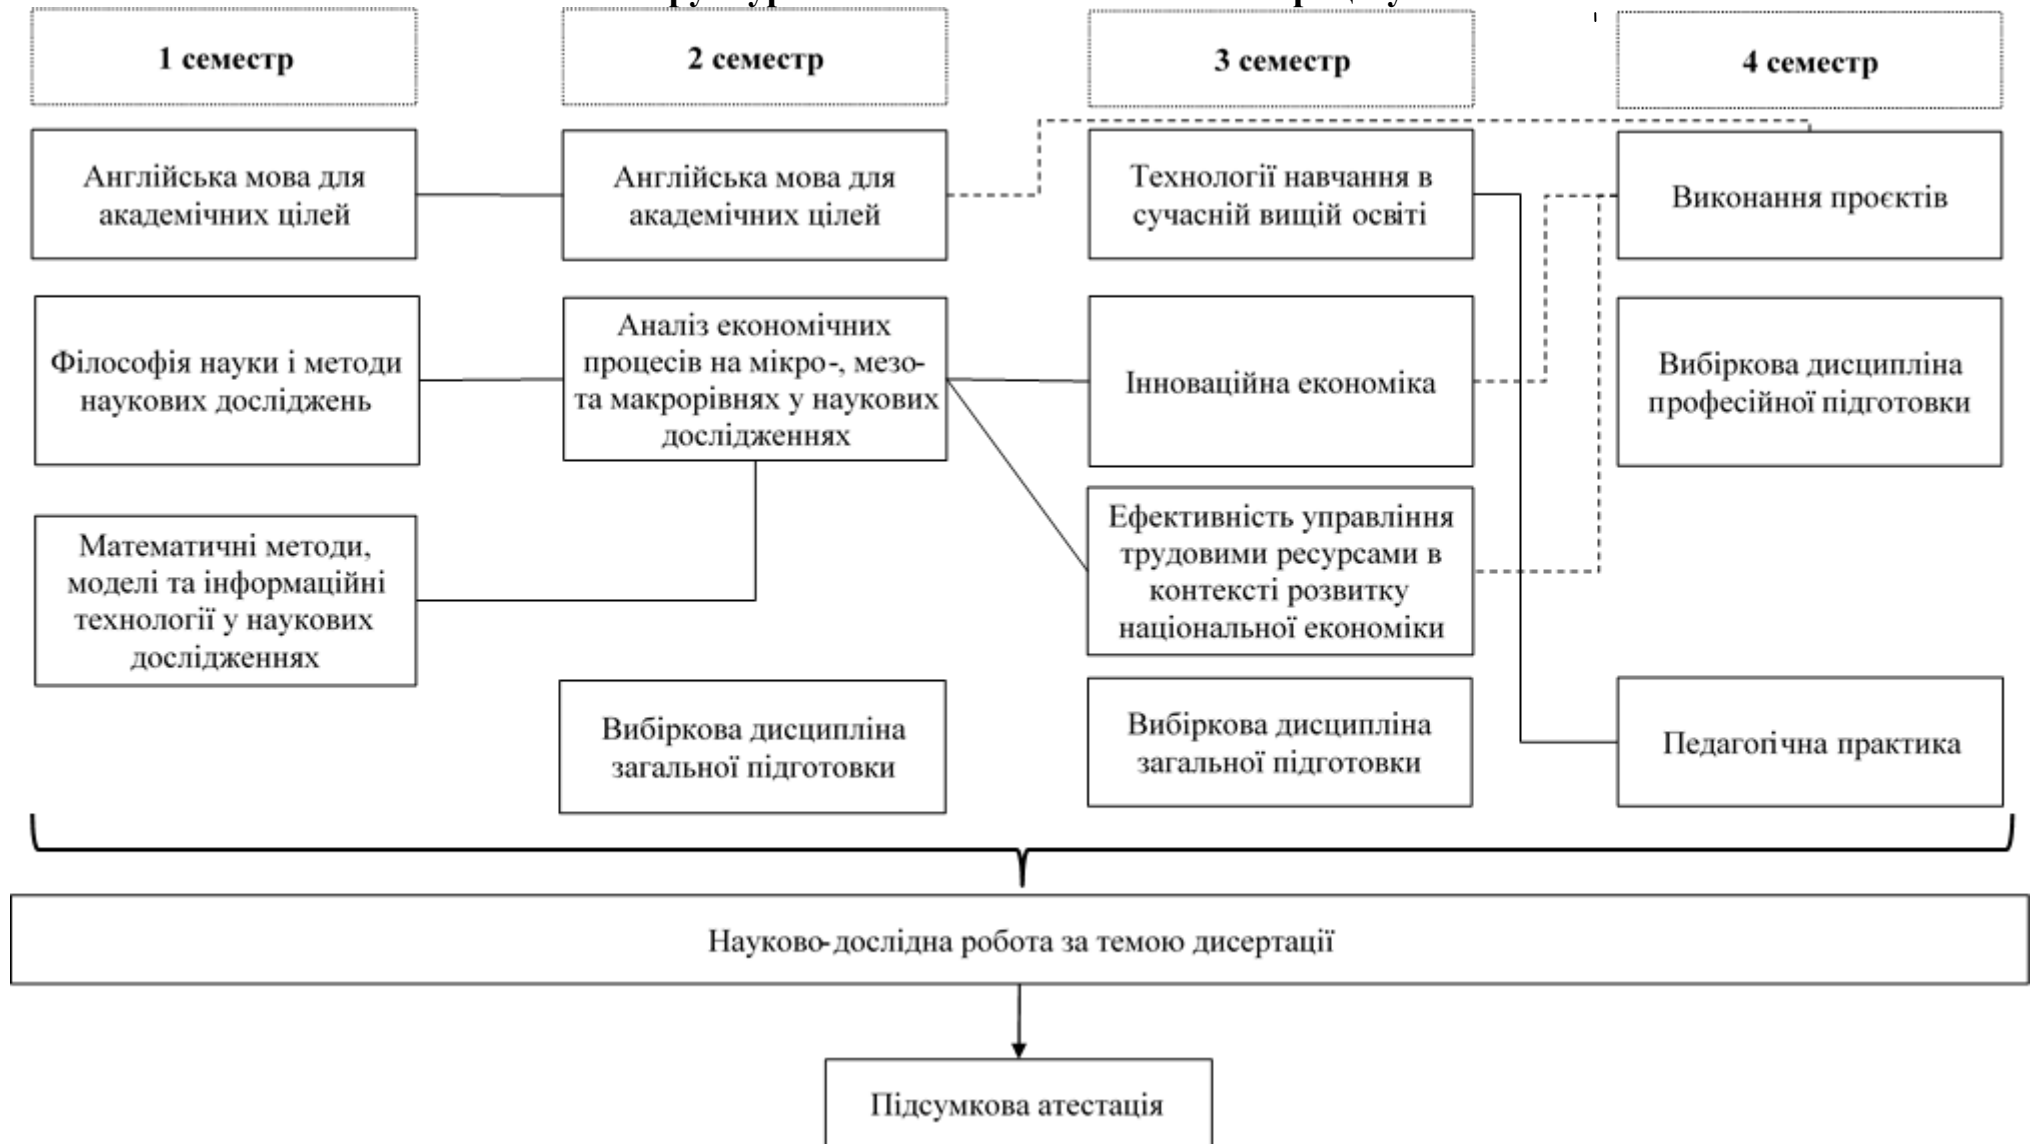 1 семестр
2 семестр
3 семестр
4 семестр
Англійська мова для
академічних цілей
Англійська мова для
академічних цілей
Технології навчання в
сучасній вищій освіті
Виконання проєктів
Філософія науки і методи
наукових досліджень
Аналіз економічних
процесів на мікро-, мезо-
та макрорівнях у наукових
дослідженнях
Інноваційна економіка
Вибіркова дисципліна
професійної підготовки
Математичні методи,
моделі та інформаційні
технології у наукових
дослідженнях
Ефективність управління
трудовими ресурсами в
контексті розвитку
національної економіки
Вибіркова дисципліна
загальної підготовки
Вибіркова дисципліна
загальної підготовки
Педагогічна практика
Науково-дослідна робота за темою дисертації
Підсумкова атестація